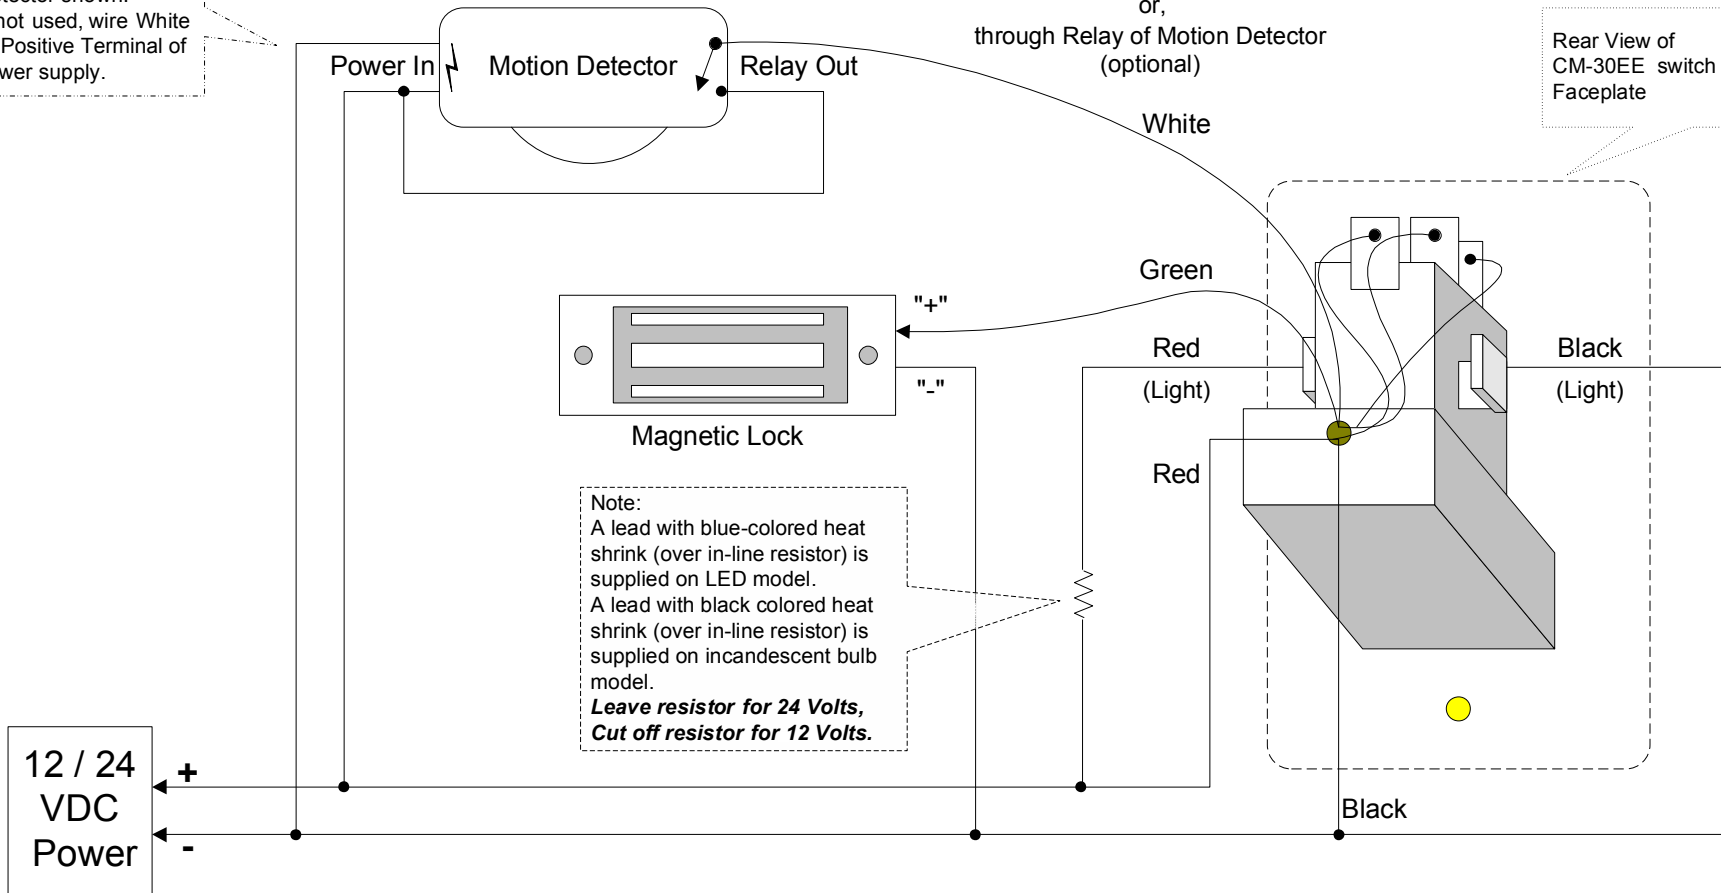 not used, wire White
Positive Terminal of
wer supply.
Power In
Motion Detector
Relay Out
or,
through Relay of Motion Detector
(optional)
White
Rear View of
CM-30EE switch
Faceplate
Green
"+"
"-"
Magnetic Lock
Red
(Light)
Black
(Light)
Red
Note:
A lead with blue-colored heat
shrink (over in-line resistor) is
supplied on LED model.
A lead with black colored heat
shrink (over in-line resistor) is
supplied on incandescent bulb
model.
Leave resistor for 24 Volts,
Cut off resistor for 12 Volts.
12 / 24
VDC
Power
+
-
Black